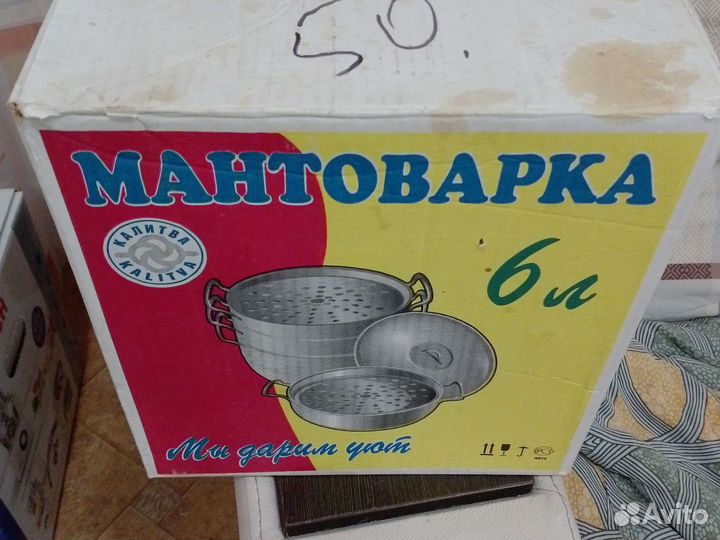 50.
МАНТОВАРКА
КАЛИТВА
KALITVA
6 л
Мы дарим уют
Avito